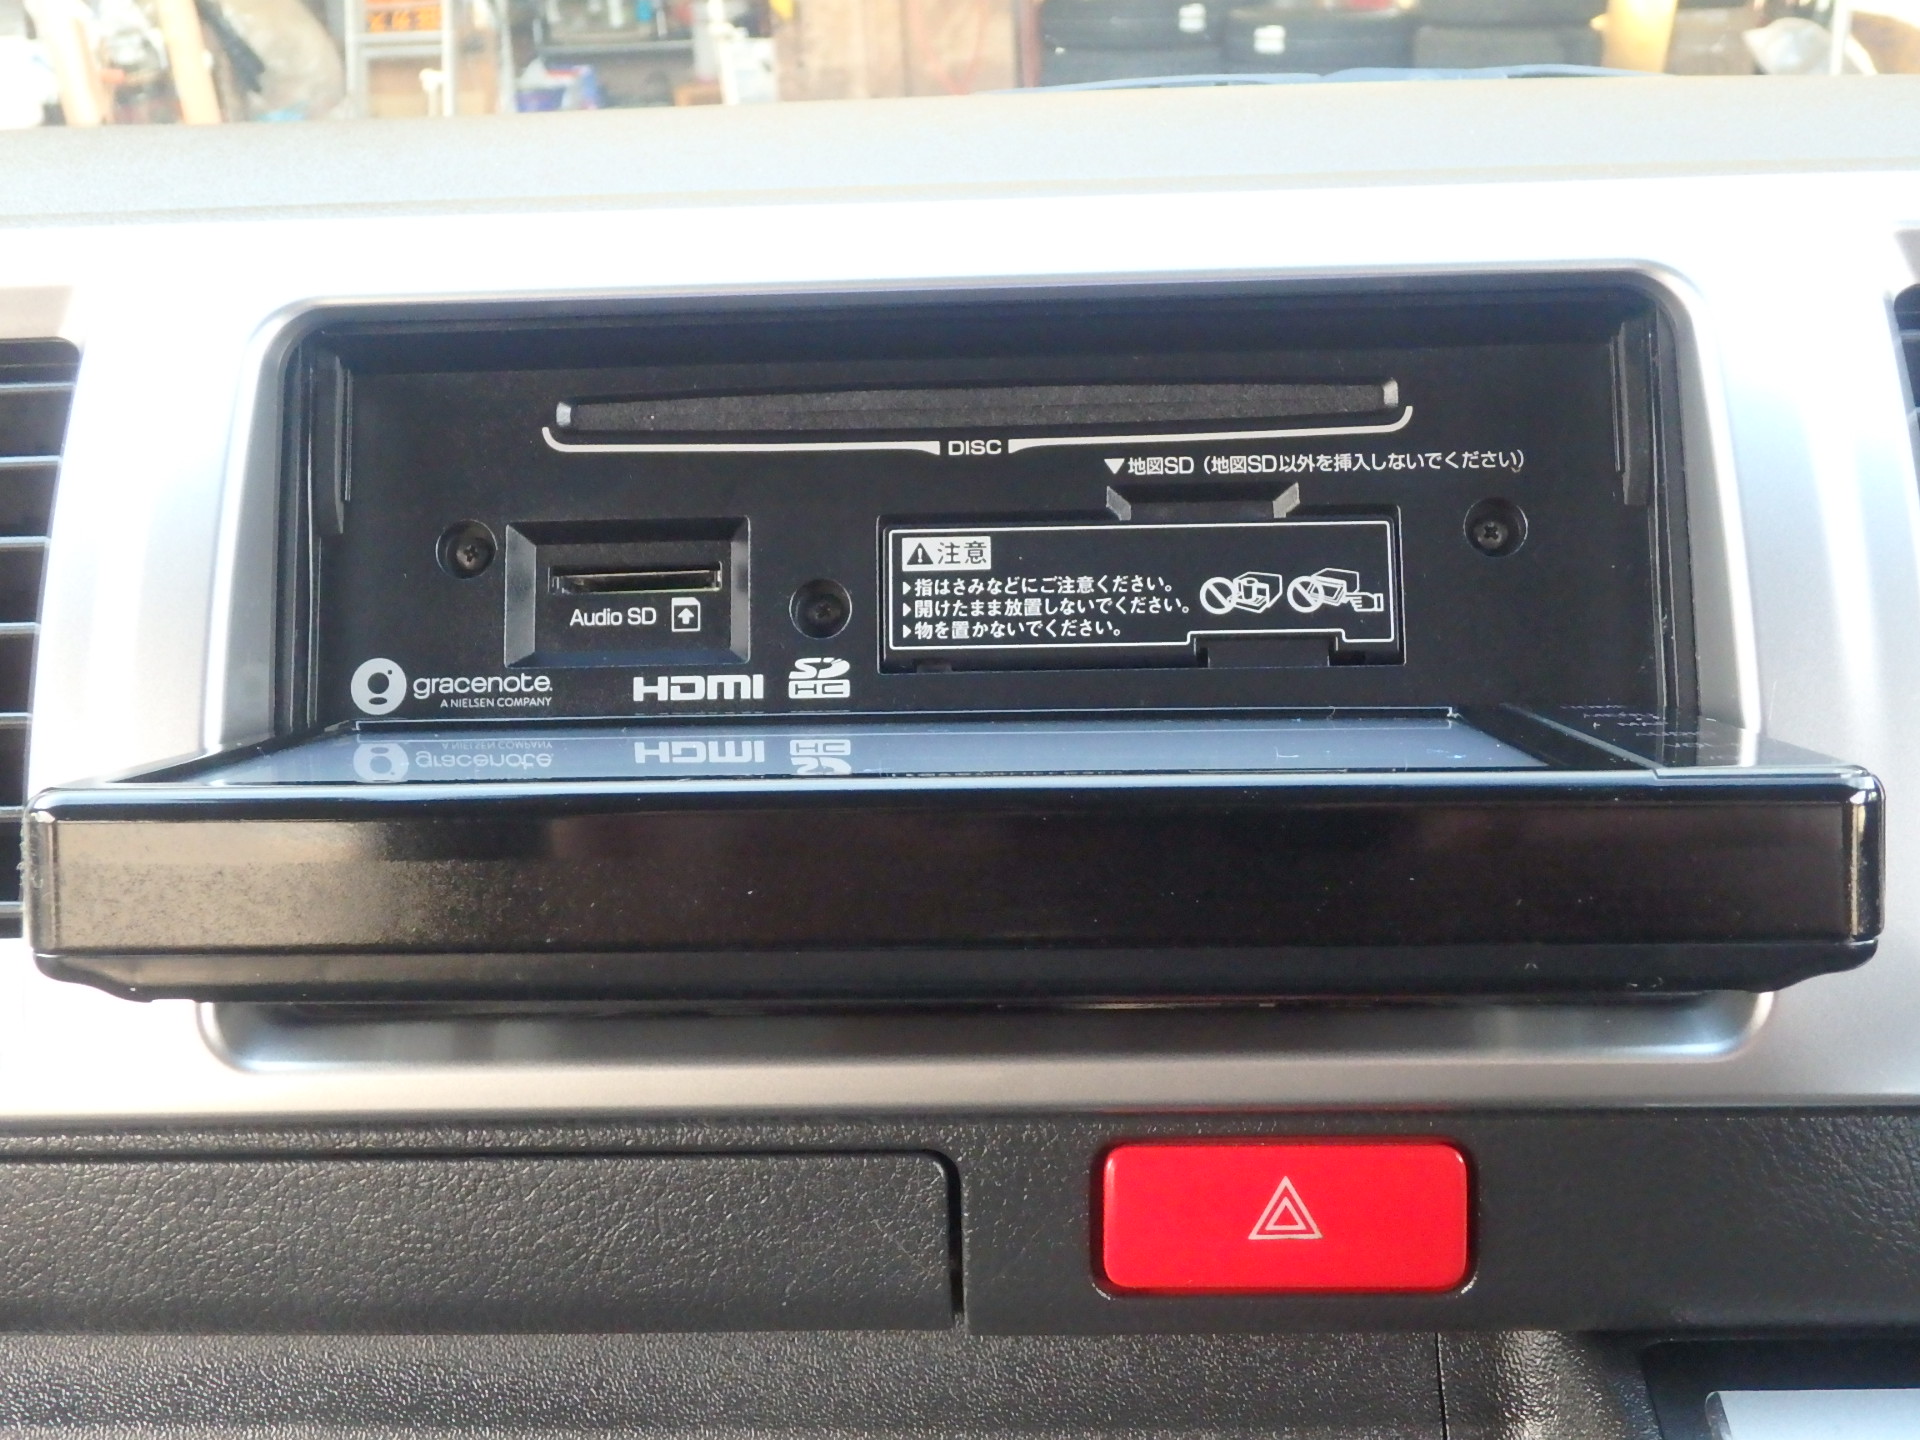 DISC
▼地図SD（地図SD以外を挿入しないでください）
注意
指はさみなどにご注意ください。
開けたまま放置しないでください。
物を置かないでください。
Audio SD
gracenote.
A NIELSEN COMPANY
HDMI
SD
HC